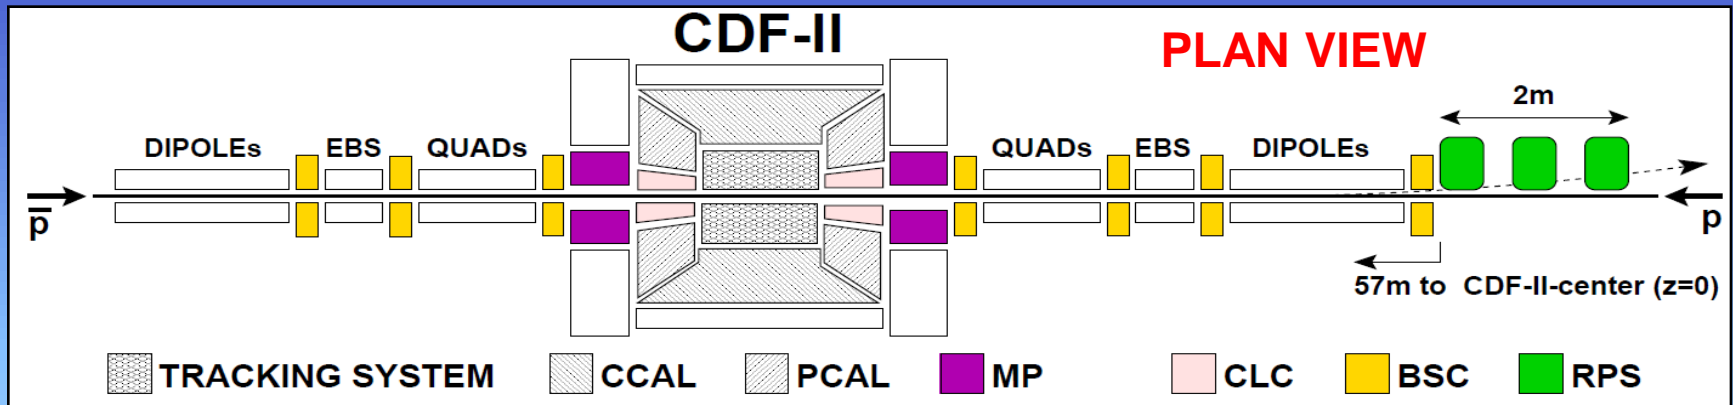 CDF-II
PLAN VIEW
2m
DIPOLEs EBS QUADs QUADs EBS DIPOLEs
p̅ p
57m to CDF-II-center (z=0)
TRACKING SYSTEM CCAL PCAL MP CLC BSC RPS